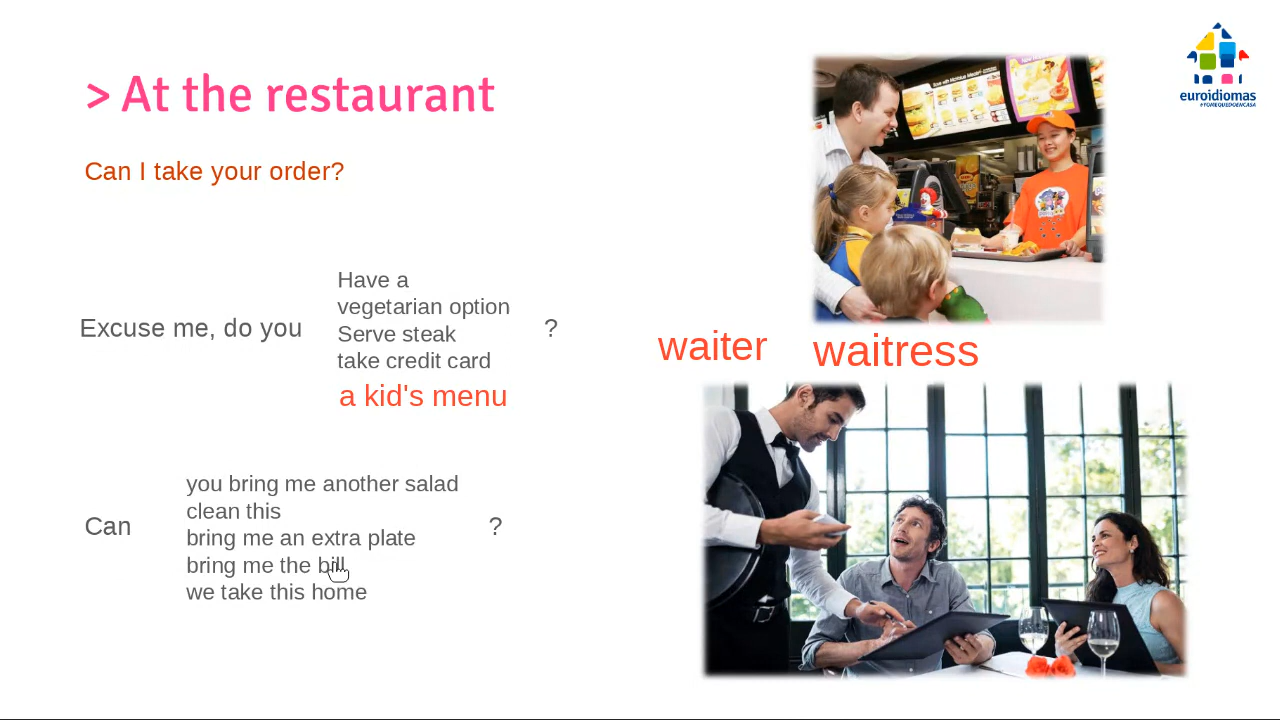 > At the restaurant
euroidiomas
#YOMEQUEDOENCASA
Can I take your order?
Have a
vegetarian option
Excuse me, do you
Serve steak
?
take credit card
a kid's menu
waiter
waitress
you bring me another salad
clean this
Can
bring me an extra plate
?
bring me the bill
we take this home